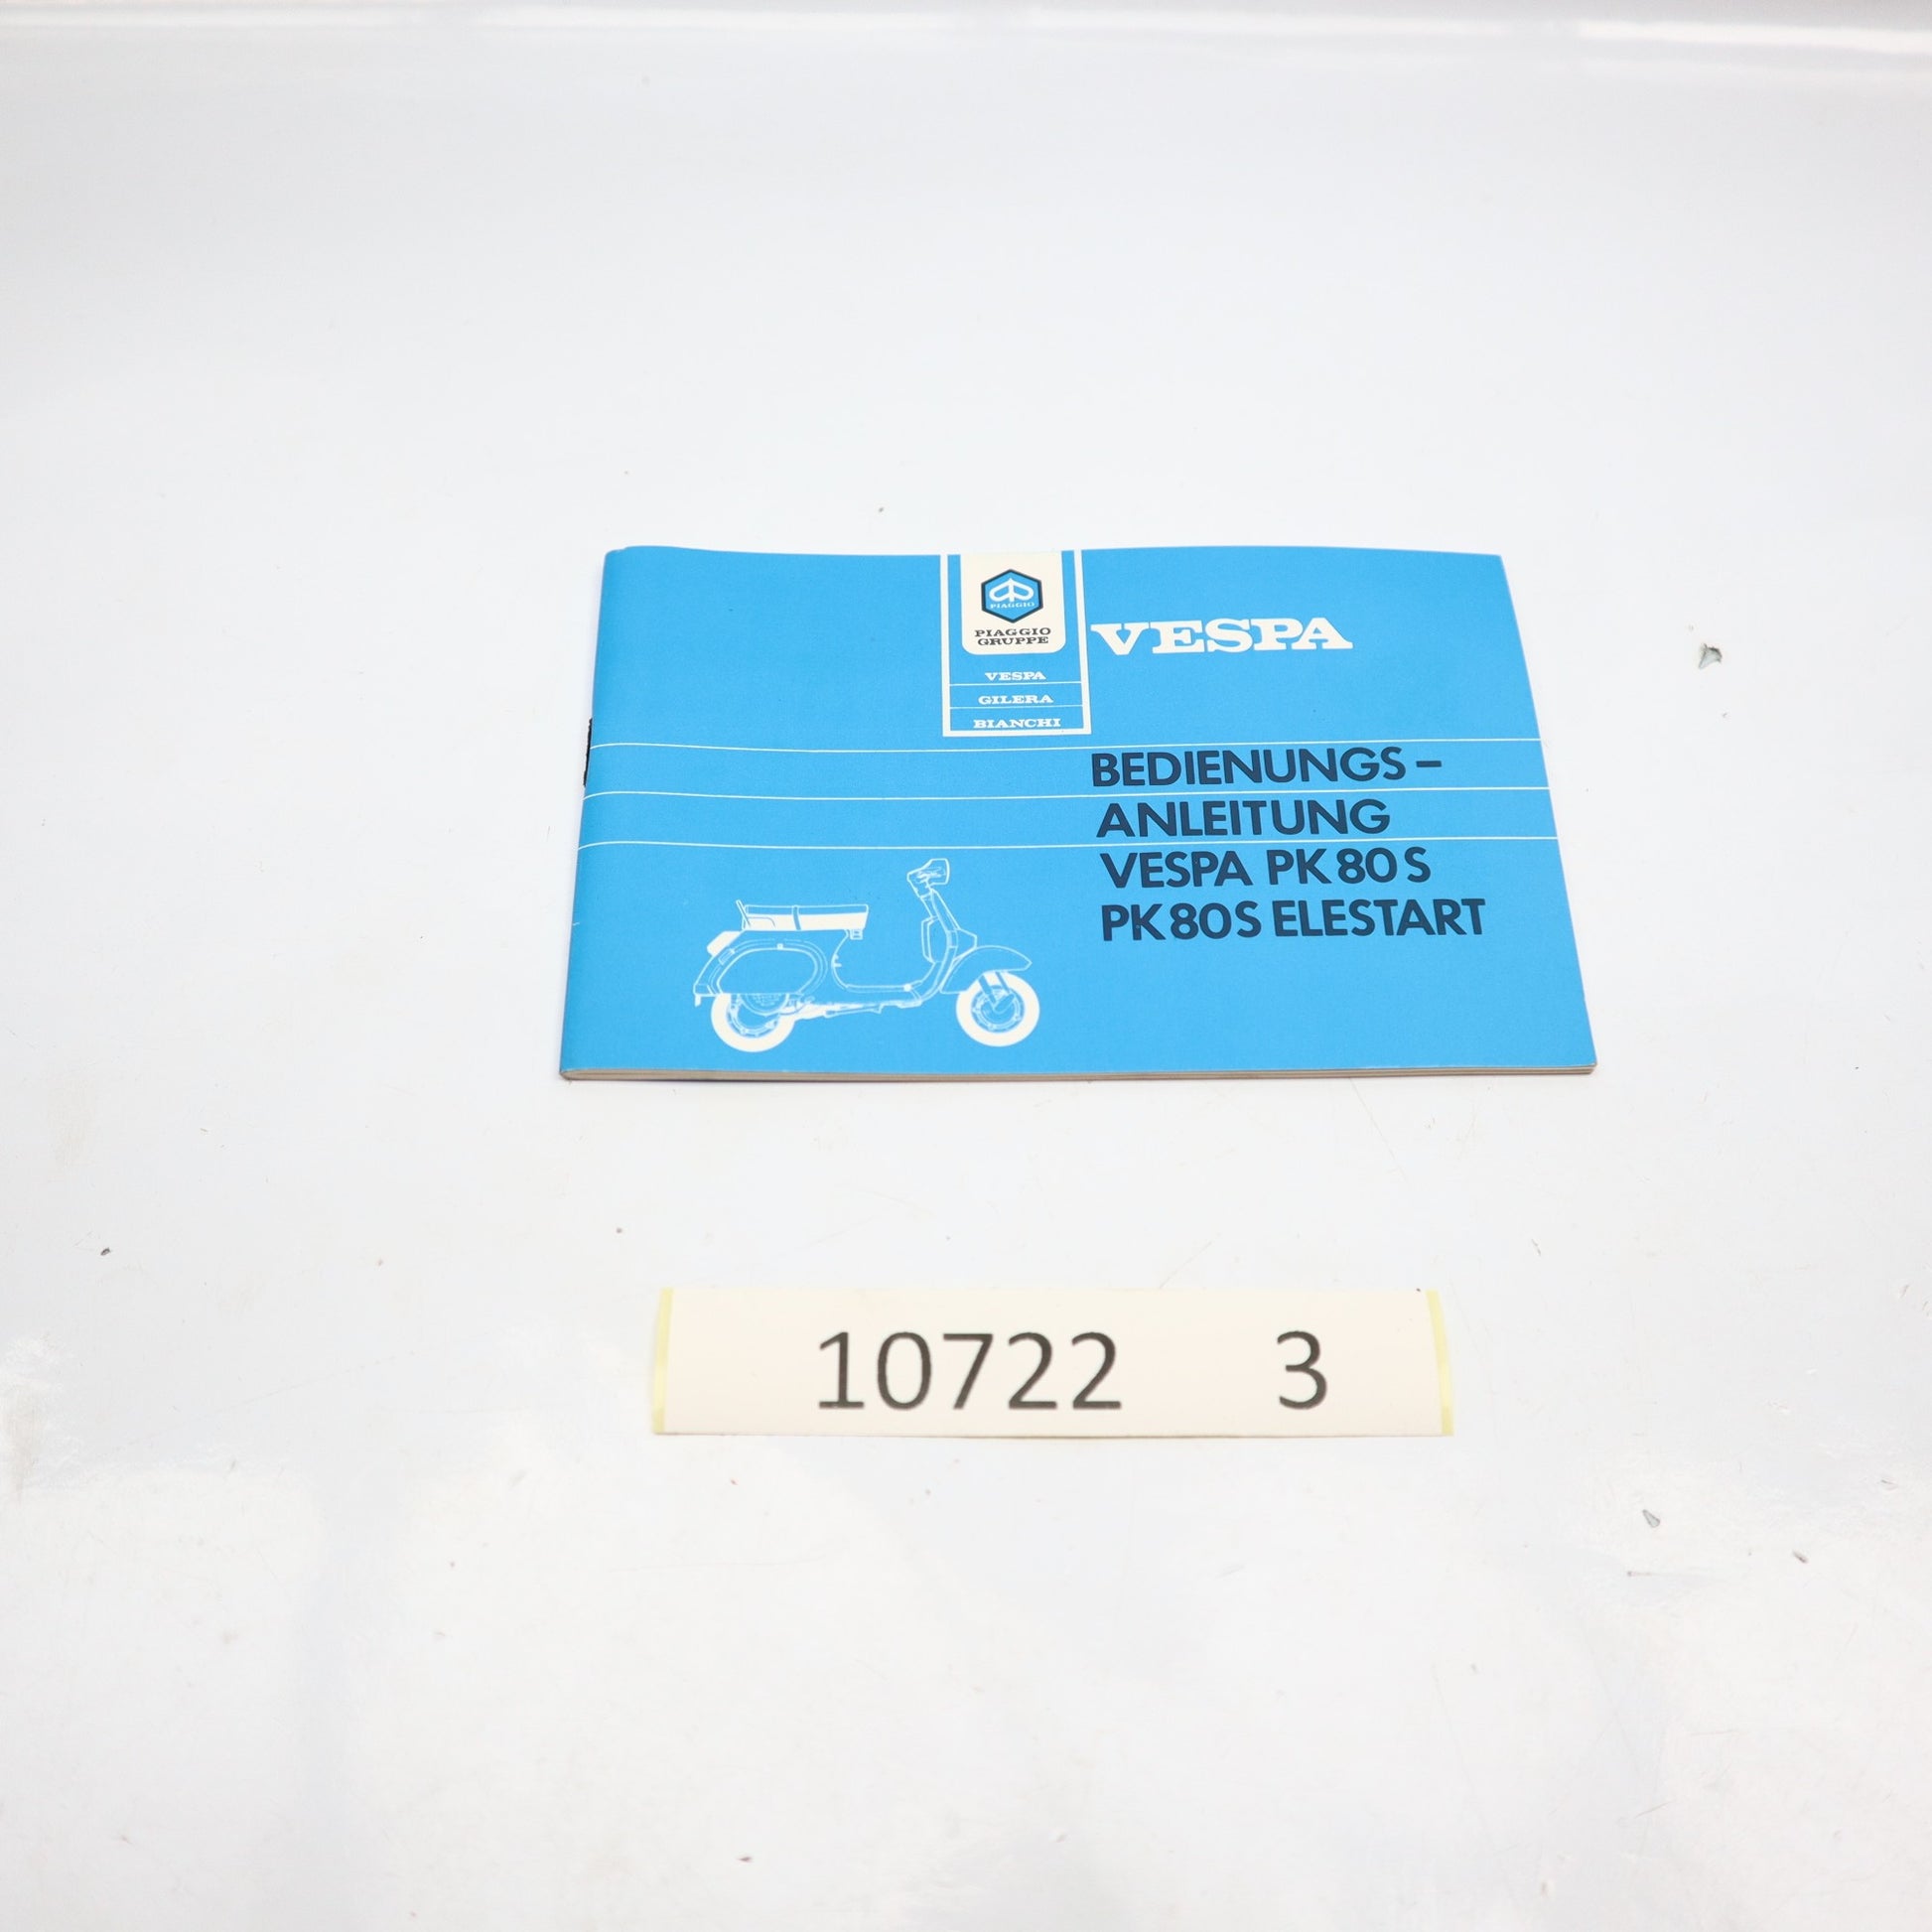 PIAGGIO
PIAGGIO
GRUPPE
VESPA
GILERA
BIANCHI
VESPA
BEDIENUNGS-
ANLEITUNG
VESPA PK 80 S
PK 80 S ELESTART
10722 3